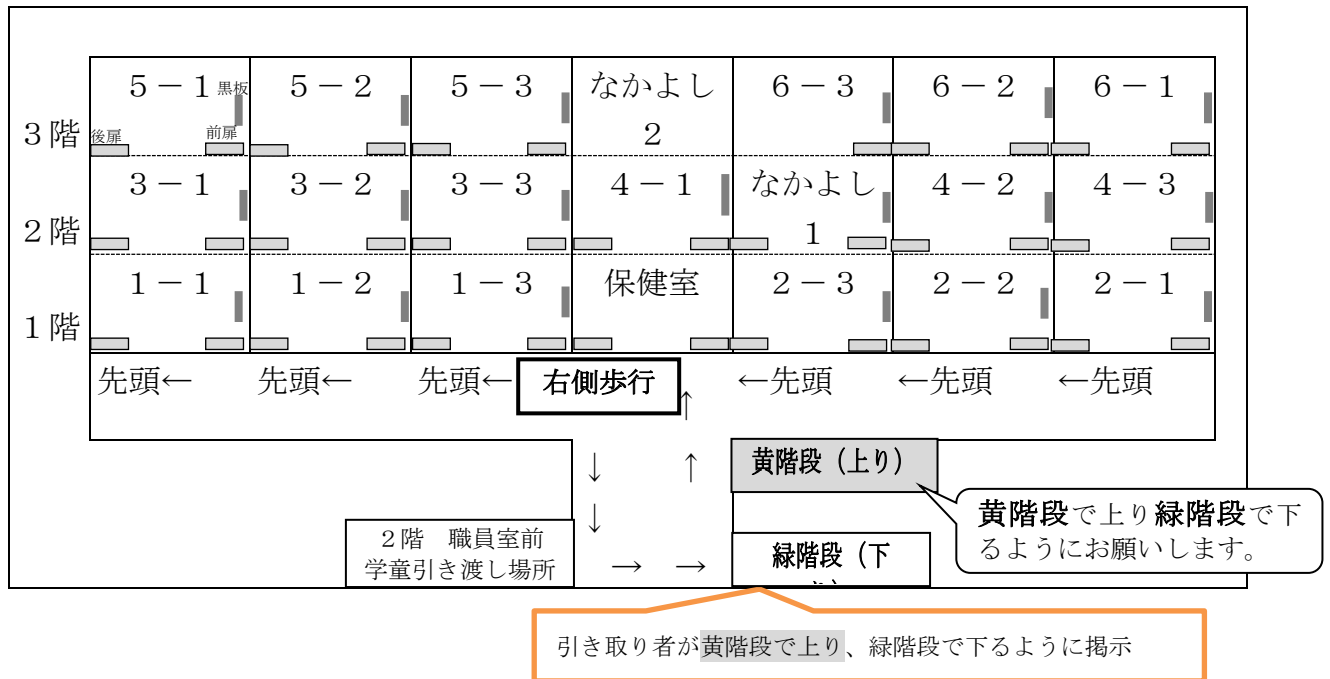 5－1 黒板 5－2 5－3 なかよし 6－3 6－2 6－1
3階 後扉 前扉 2
3－1 3－2 3－3 4－1 なかよし 4－2 4－3
2階 1
1－1 1－2 1－3 保健室 2－3 2－2 2－1
1階
先頭← 先頭← 先頭← 右側歩行 ←先頭 ←先頭 ←先頭
↑
↓ ↑ 黄階段（上り）
↓
黄階段で上り緑階段で下
るようにお願いします。
2階 職員室前
学童引き渡し場所
→ → 緑階段（下
引き取り者が黄階段で上り、緑階段で下るように掲示